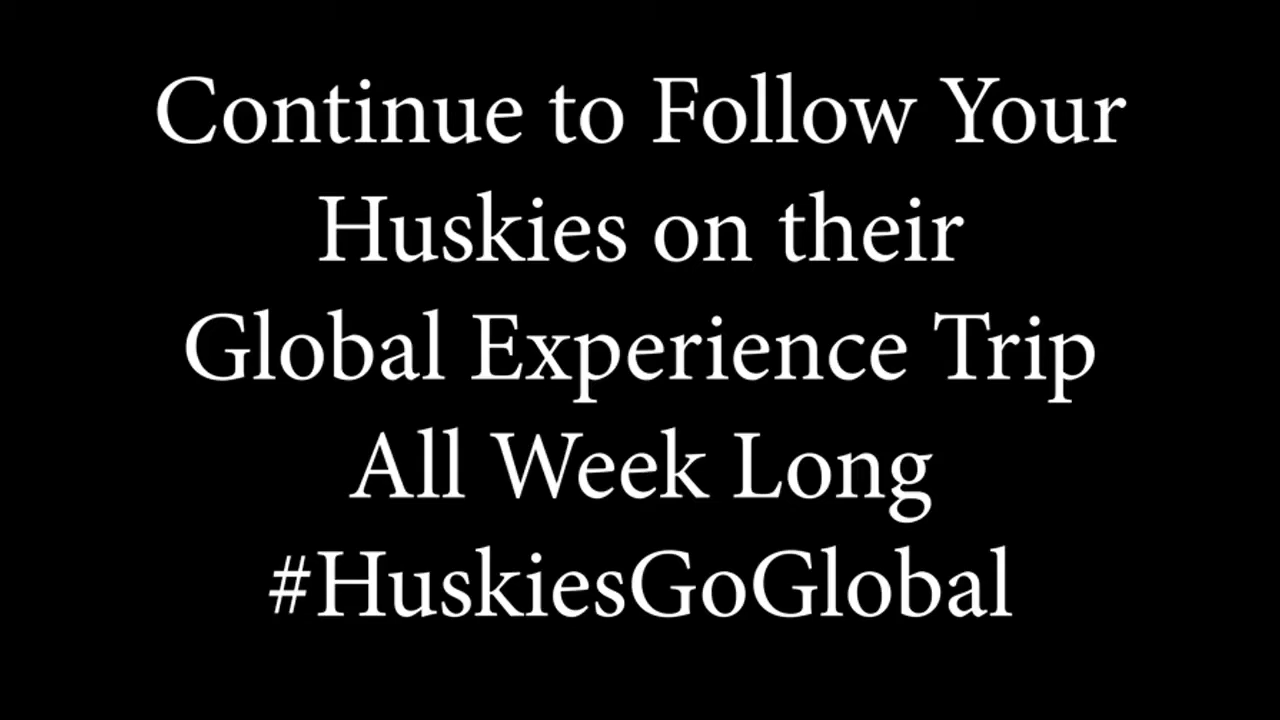 Continue to Follow Your
Huskies on their
Global Experience Trip
All Week Long
#HuskiesGoGlobal